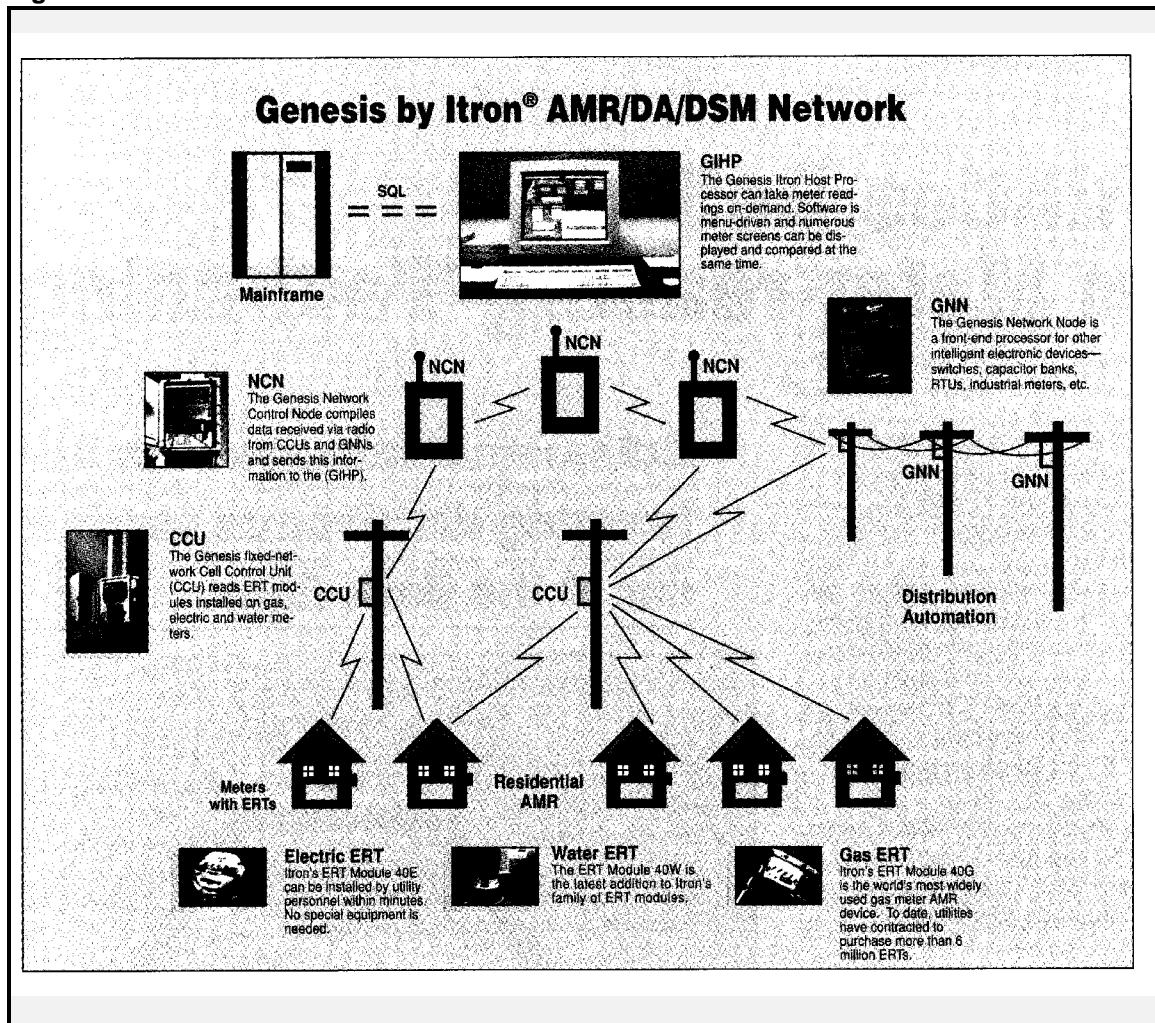 Genesis by Itron® AMR/DA/DSM Network
SQL
Mainframe
GIHP
The Genesis Itron Host Pro-
cessor can take meter read-
ings on-demand. Software is
menu-driven and numerous
meter screens can be dis-
played and compared at the
same time.
GNN
The Genesis Network Node is
a front-end processor for other
intelligent electronic devices—
switches, capacitor banks,
RTUs, industrial meters, etc.
NCN
NCN
NCN
NCN
The Genesis Network
Control Node compiles
data received via radio
from CCUs and GNNs
and sends this infor-
mation to the (GIHP).
GNN
GNN
CCU
The Genesis fixed-net-
work Cell Control Unit
(CCU) reads ERT mod-
ules installed on gas,
electric and water me-
ters.
CCU
CCU
Distribution
Automation
Meters
with ERTs
Residential
AMR
Electric ERT
Itron's ERT Module 40E
can be installed by utility
personnel within minutes.
No special equipment is
needed.
Water ERT
The ERT Module 40W is
the latest addition to Itron's
family of ERT modules.
Gas ERT
Itron's ERT Module 40G
is the world's most widely
used gas meter AMR
device. To date, utilities
have contracted to
purchase more than 6
million ERTs.